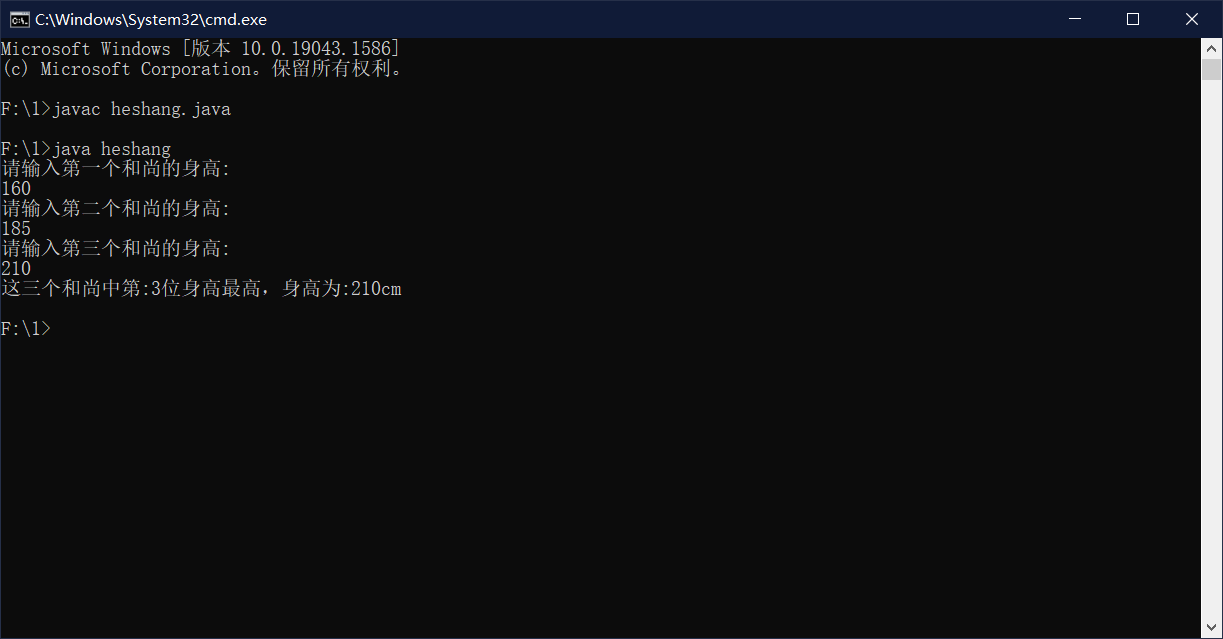 C:\Windows\System32\cmd.exe
Microsoft Windows [版本 10.0.19043.1586]
(c) Microsoft Corporation。保留所有权利。
F:\1>javac heshang.java
F:\1>java heshang
请输入第一个和尚的身高:
160
请输入第二个和尚的身高:
185
请输入第三个和尚的身高:
210
这三个和尚中第:3位身高最高，身高为:210cm
F:\1>